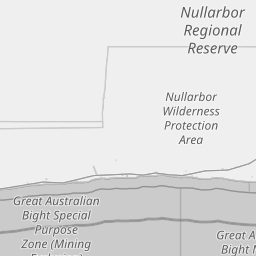 Nullarbor
Regional
Reserve
Nullarbor
Wilderness
Protection
Area
Great Australian
Bight Special
Purpose
Zone (Mining
Great A
Bight M